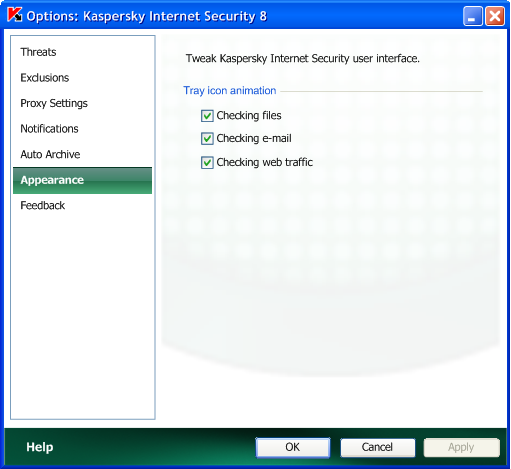 Options: Kaspersky Internet Security 8
Threats
Exclusions
Proxy Settings
Notifications
Auto Archive
Appearance
Feedback
Tweak Kaspersky Internet Security user interface.
Tray icon animation
Checking files
Checking e-mail
Checking web traffic
Help
OK
Cancel
Apply